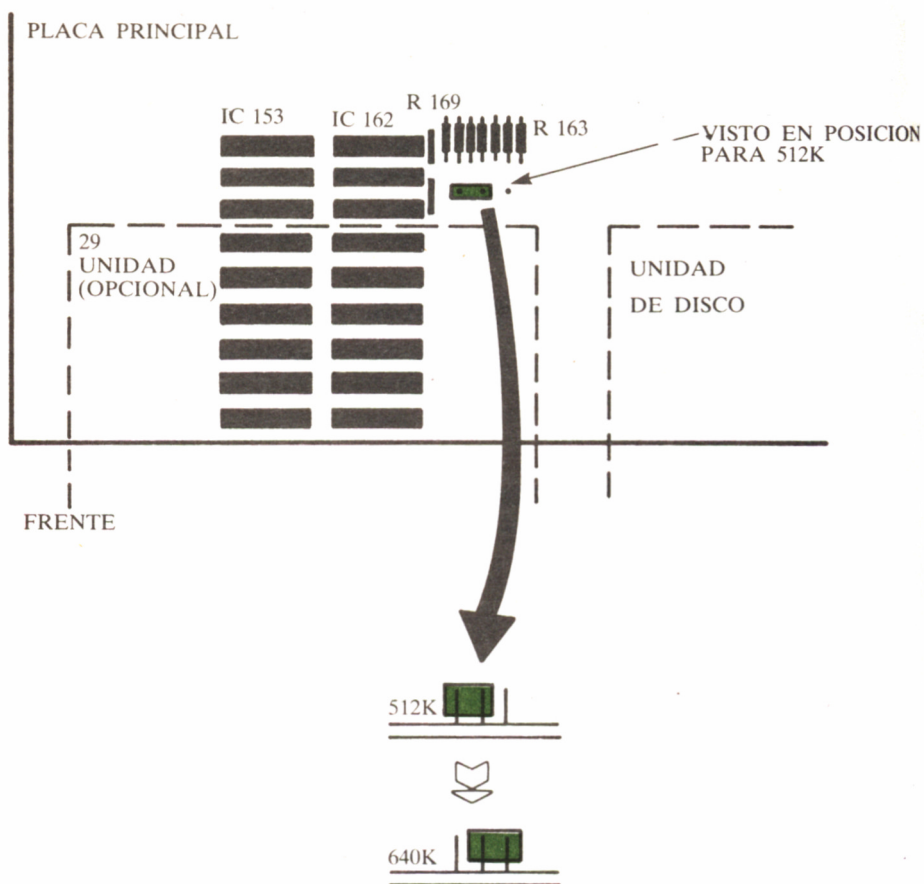 PLACA PRINCIPAL
IC 153
IC 162
R 169
R 163
VISTO EN POSICION
PARA 512K
29
UNIDAD
(OPCIONAL)
UNIDAD
DE DISCO
FRENTE
512K
640K